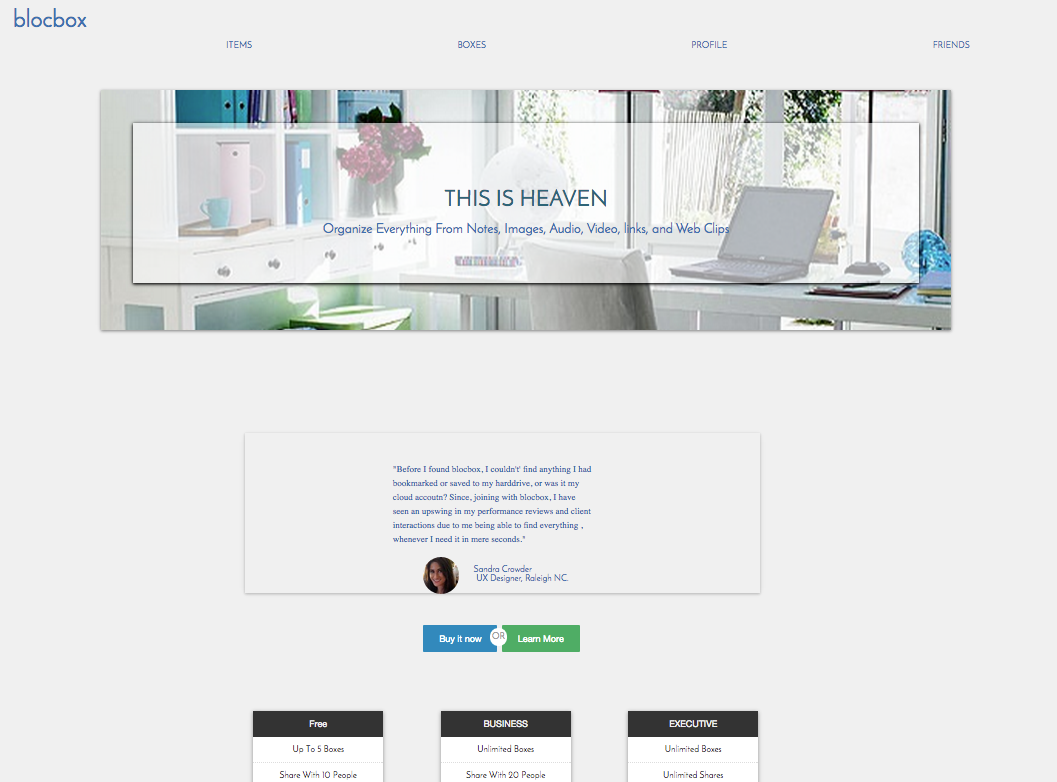 blocbox
ITEMS BOXES PROFILE FRIENDS
THIS IS HEAVEN
Organize Everything From Notes, Images, Audio, Video, links, and Web Clips
"Before I found blocbox, I couldn't' find anything I had
bookmarked or saved to my harddrive, or was it my
cloud accoutn? Since, joining with blocbox, I have
seen an upswing in my performance reviews and client
interactions due to me being able to find everything ,
whenever I need it in mere seconds."
Sandra Crowder
UX Designer, Raleigh NC.
Buy it now OR Learn More
Free BUSINESS EXECUTIVE
Up To 5 Boxes Unlimited Boxes Unlimited Boxes
Share With 10 People Share With 20 People Unlimited Shares